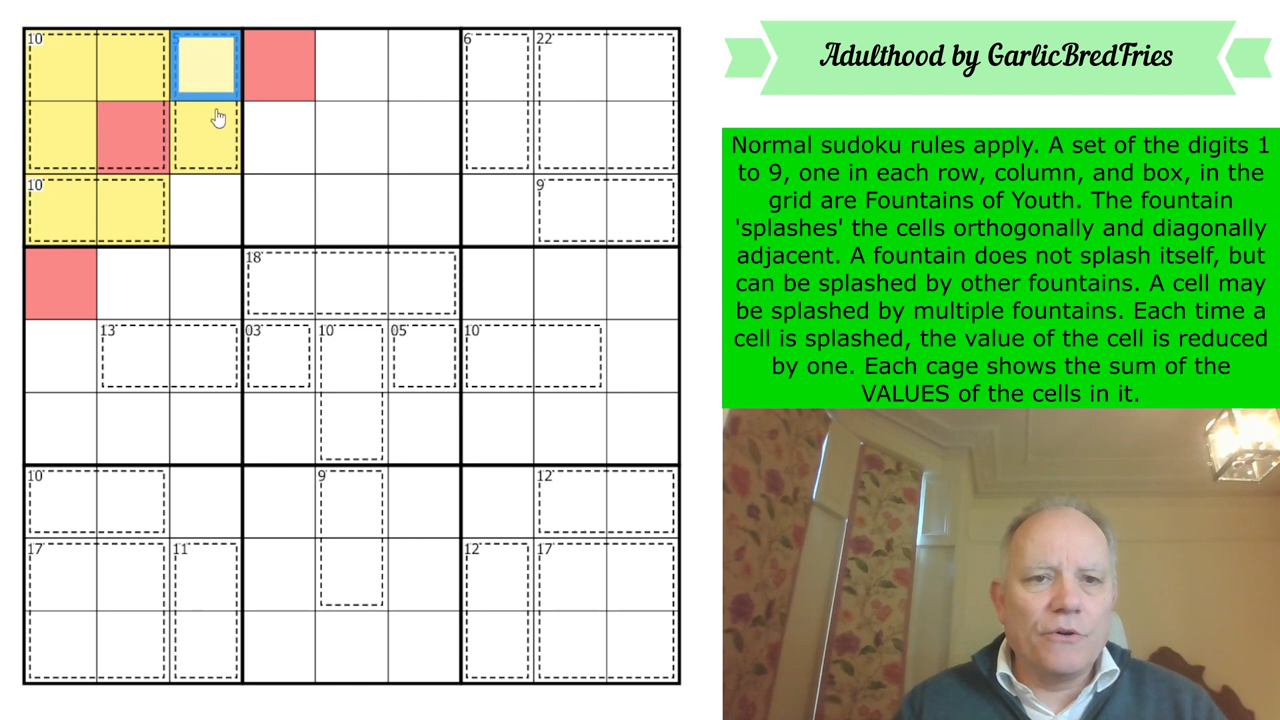 Adulthood by GarlicBredFries
Normal sudoku rules apply. A set of the digits 1
to 9, one in each row, column, and box, in the
grid are Fountains of Youth. The fountain
'splashes' the cells orthogonally and diagonally
adjacent. A fountain does not splash itself, but
can be splashed by other fountains. A cell may
be splashed by multiple fountains. Each time a
cell is splashed, the value of the cell is reduced
by one. Each cage shows the sum of the
VALUES of the cells in it.
10 5 6 22
10 9
18
13 03 10 05 10
10 9 12
17 11 12 17